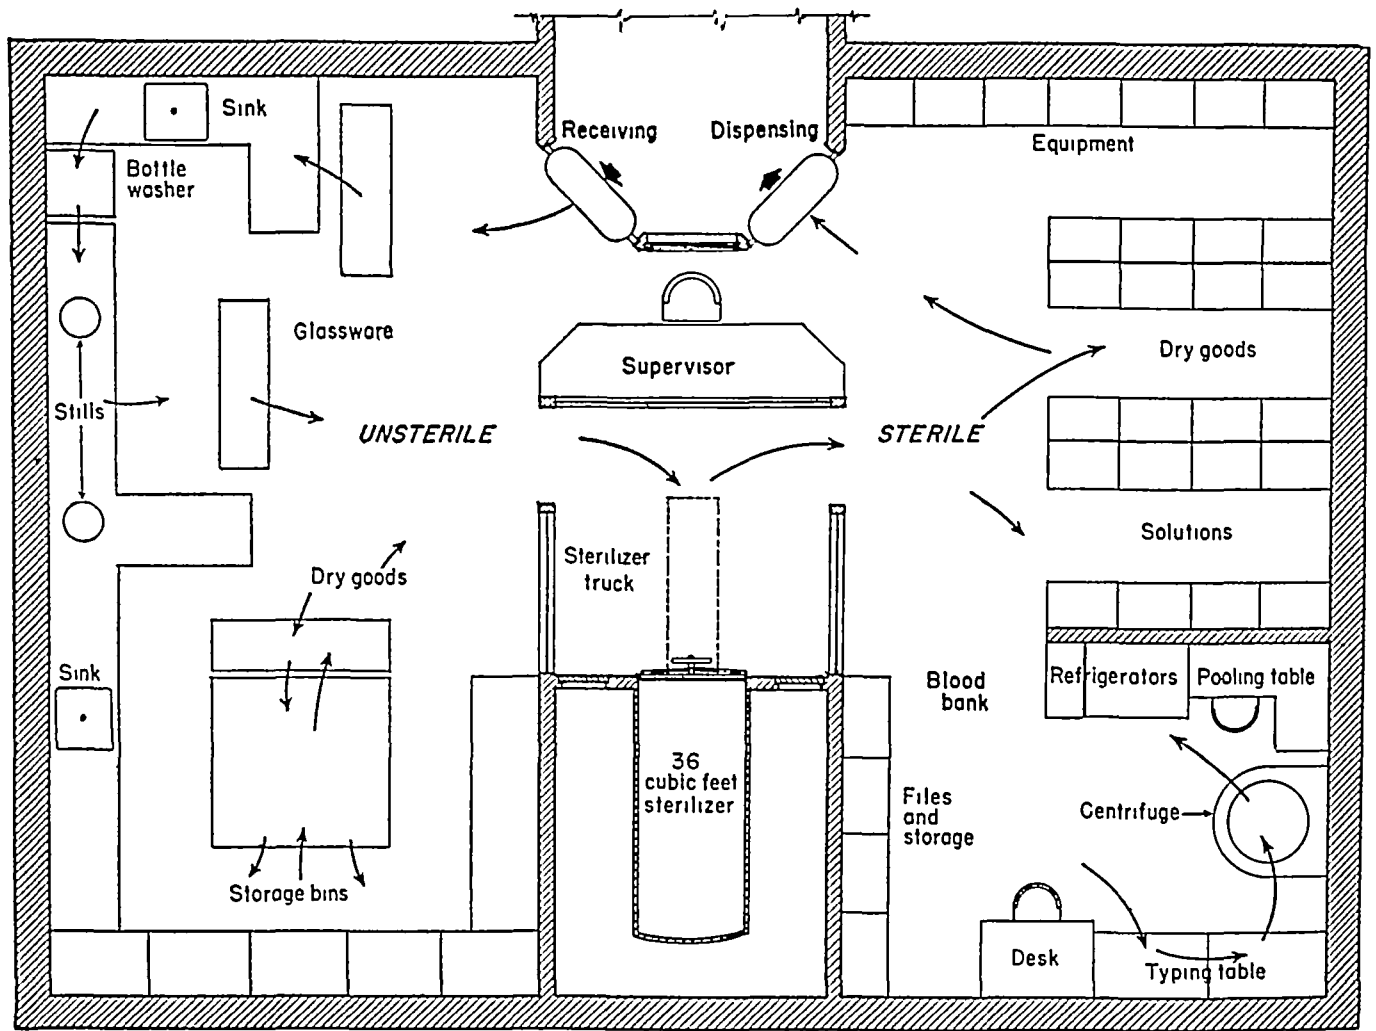 Sink
Receiving
Dispensing
Equipment
Bottle
washer
Glassware
Supervisor
Dry goods
Stills
UNSTERILE
STERILE
Solutions
Sterilizer
truck
Dry goods
Sink
Blood
bank
Refrigerators
Pooling table
36
cubic feet
sterilizer
Files
and
storage
Centrifuge
Storage bins
Desk
Typing table